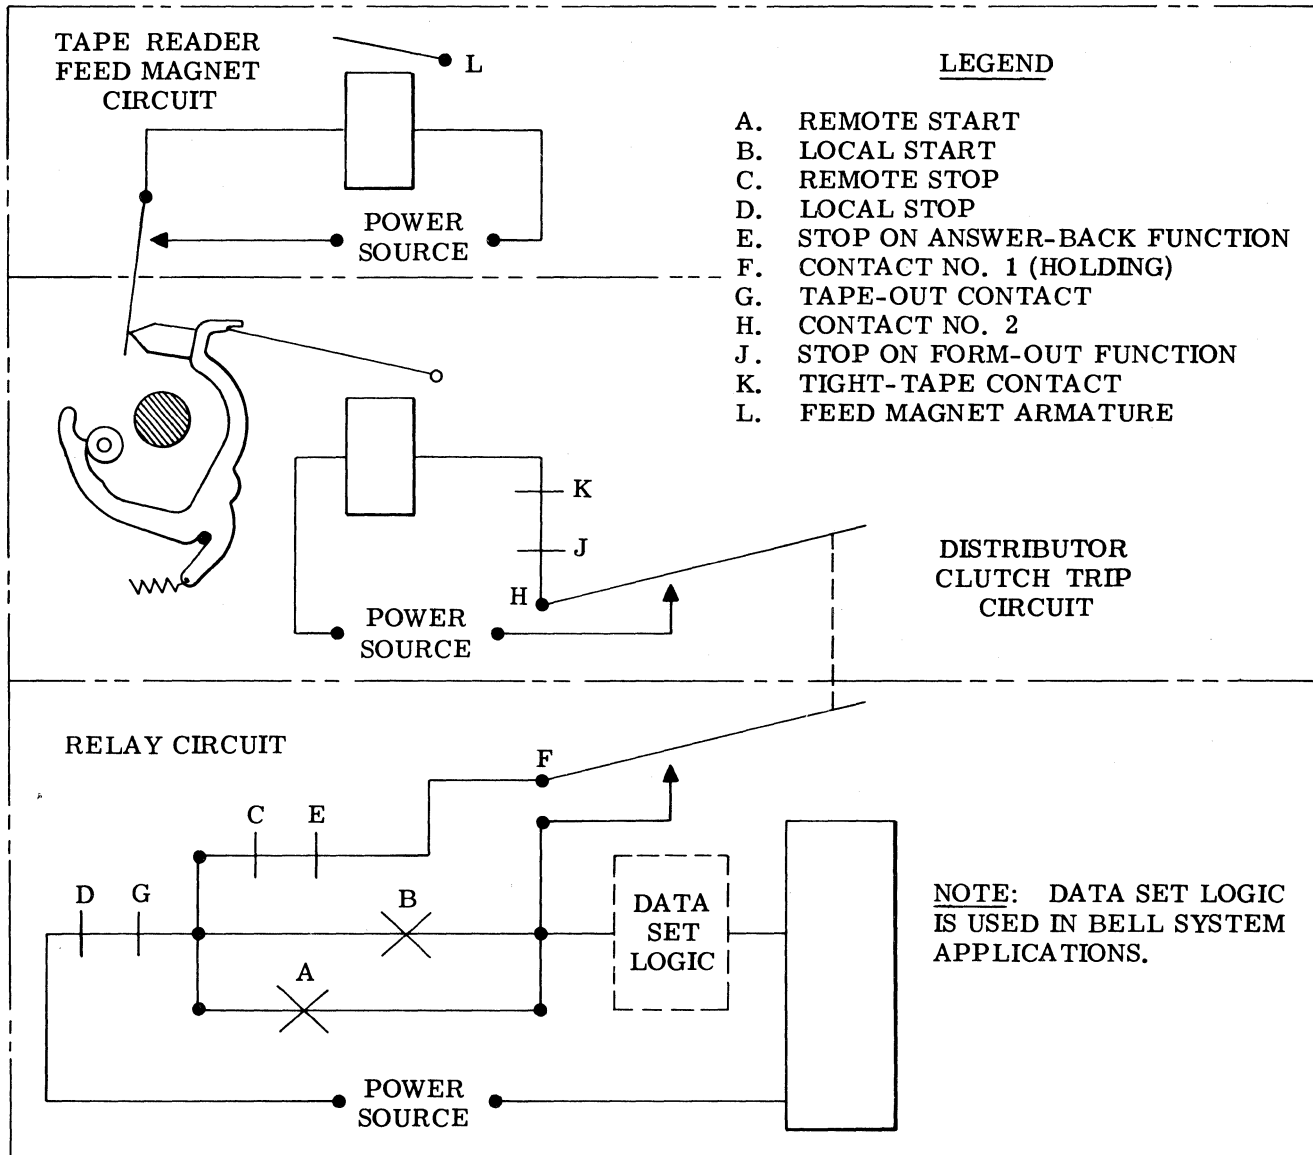 TAPE READER
FEED MAGNET
CIRCUIT
L
POWER
SOURCE
LEGEND
A. REMOTE START
B. LOCAL START
C. REMOTE STOP
D. LOCAL STOP
E. STOP ON ANSWER-BACK FUNCTION
F. CONTACT NO. 1 (HOLDING)
G. TAPE-OUT CONTACT
H. CONTACT NO. 2
J. STOP ON FORM-OUT FUNCTION
K. TIGHT-TAPE CONTACT
L. FEED MAGNET ARMATURE
K
J
H
POWER
SOURCE
DISTRIBUTOR
CLUTCH TRIP
CIRCUIT
RELAY CIRCUIT
F
C E
D G
B
A
DATA
SET
LOGIC
POWER
SOURCE
NOTE: DATA SET LOGIC
IS USED IN BELL SYSTEM
APPLICATIONS.